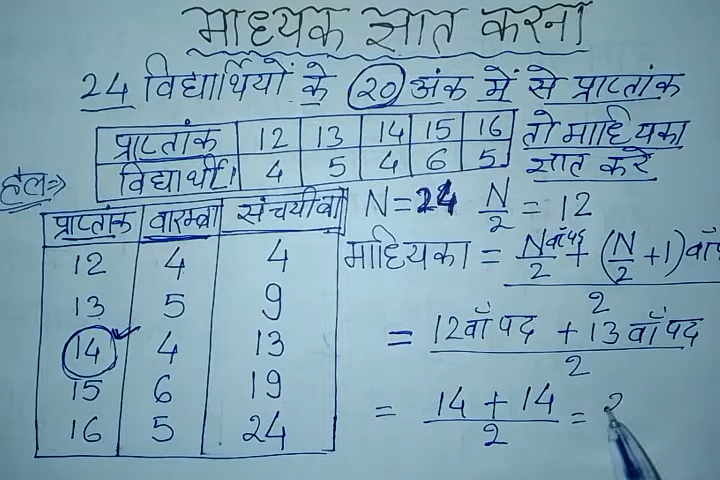 माध्यक ज्ञात करना
24 विद्यार्थियों के 20 अंक में से प्राप्तांक
प्राप्तांक 12 13 14 15 16 तो माध्यिका
विद्यार्थी 4 5 4 6 5 ज्ञात करे
हल⇒
प्राप्तांक वारम्वा संचयीवा N = 24 N/2 = 12
12 4 4 माध्यिका = N/2 वाँ पद + (N/2 + 1) वाँ / 2
13 5 9
14 4 13 = 12वाँ पद + 13 वाँ पद / 2
15 6 19
16 5 24 = 14 + 14 / 2 =